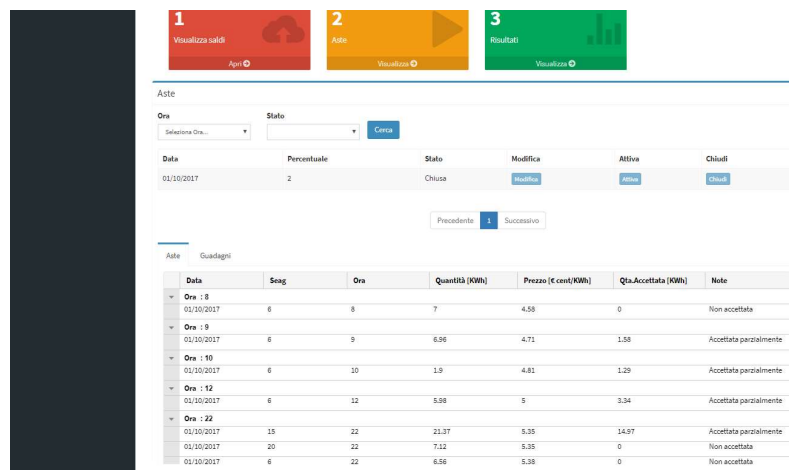 1 2 3
Visualizza saldi Aste Risultati
Apri Visualizza Visualizza
Aste
Ora Stato
Seleziona Ora... Cerca
Data Percentuale Stato Modifica Attiva Chiudi
01/10/2017 2 Chiusa Modifica Attiva Chiudi
Precedente 1 Successivo
Aste Guadagni
Data Seag Ora Quantità [KWh] Prezzo [€ cent/KWh] Qta.Accettata [KWh] Note
Ora : 8
01/10/2017 6 8 7 4.58 0 Non accettata
Ora : 9
01/10/2017 6 9 6.96 4.71 1.58 Accettata parzialmente
Ora : 10
01/10/2017 6 10 1.9 4.81 1.29 Accettata parzialmente
Ora : 12
01/10/2017 6 12 5.98 5 3.34 Accettata parzialmente
Ora : 22
01/10/2017 15 22 21.37 5.35 14.97 Accettata parzialmente
01/10/2017 20 22 7.12 5.35 0 Non accettata
01/10/2017 6 22 6.56 5.38 0 Non accettata